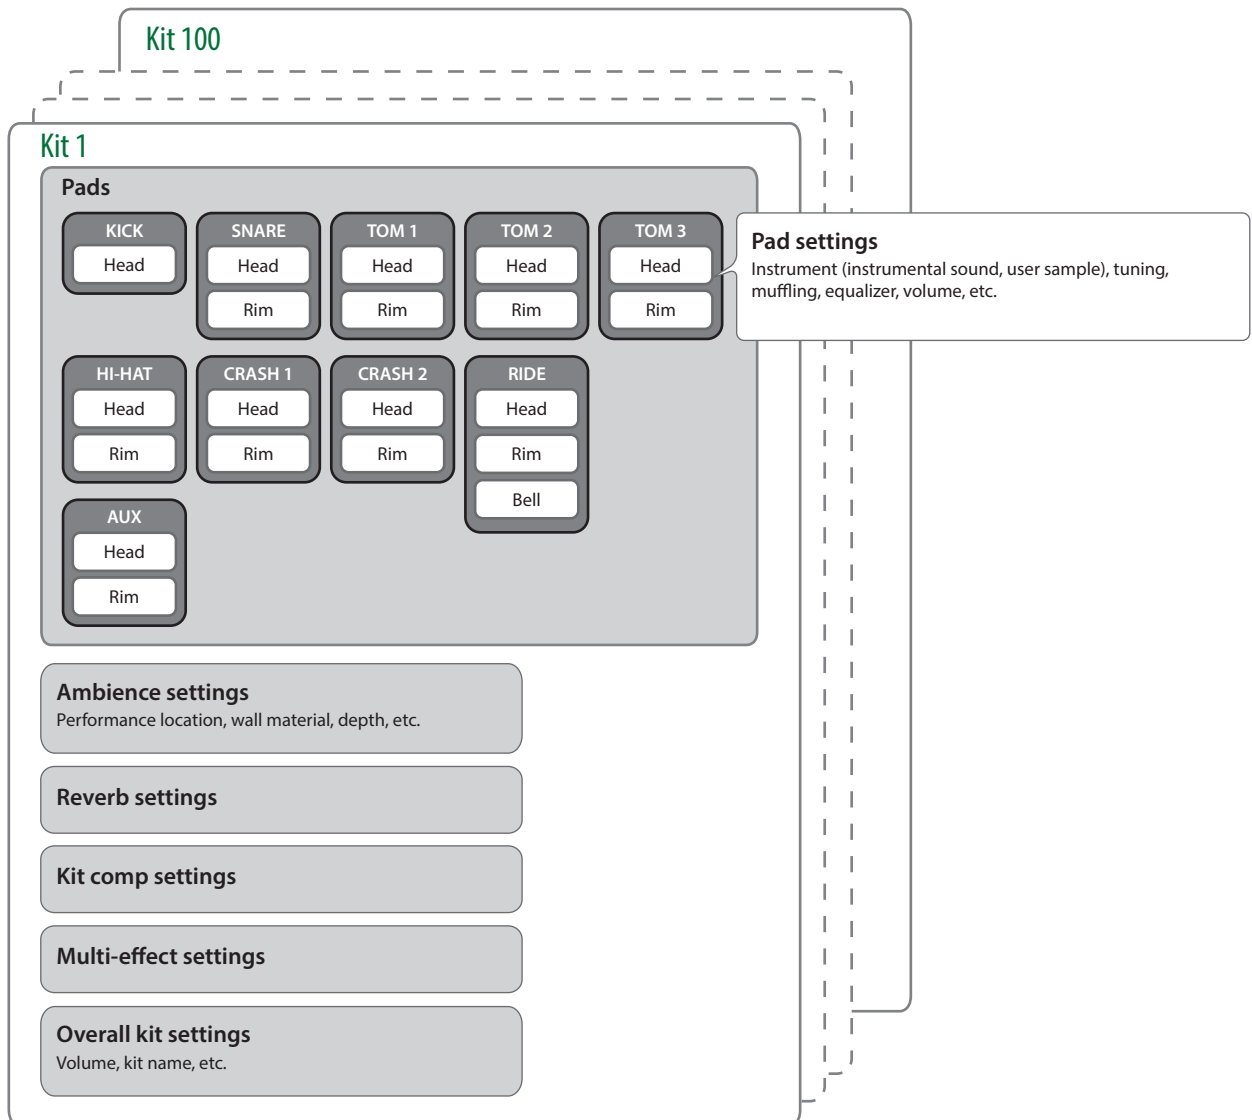 Kit 100
Kit 1
Pads
KICK
Head
SNARE
Head
Rim
TOM 1
Head
Rim
TOM 2
Head
Rim
TOM 3
Head
Rim
Pad settings
Instrument (instrumental sound, user sample), tuning,
muffling, equalizer, volume, etc.
HI-HAT
Head
Rim
CRASH 1
Head
Rim
CRASH 2
Head
Rim
RIDE
Head
Rim
Bell
AUX
Head
Rim
Ambience settings
Performance location, wall material, depth, etc.
Reverb settings
Kit comp settings
Multi-effect settings
Overall kit settings
Volume, kit name, etc.